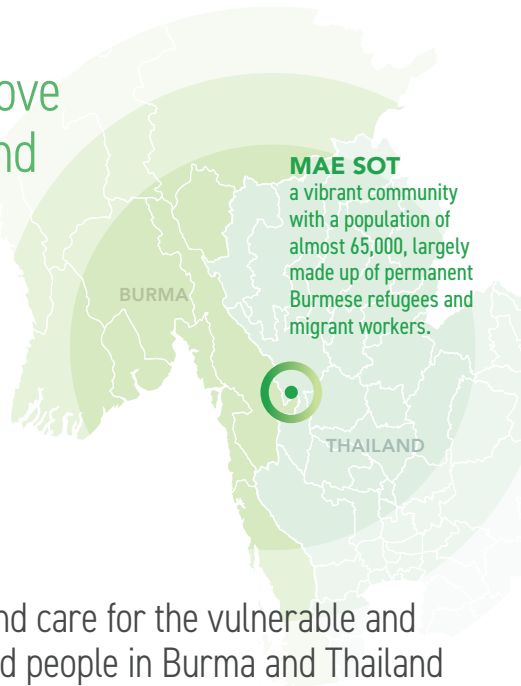 ove
nd
MAE SOT
a vibrant community
with a population of
almost 65,000, largely
made up of permanent
Burmese refugees and
migrant workers.
BURMA
THAILAND
nd care for the vulnerable and
d people in Burma and Thailand